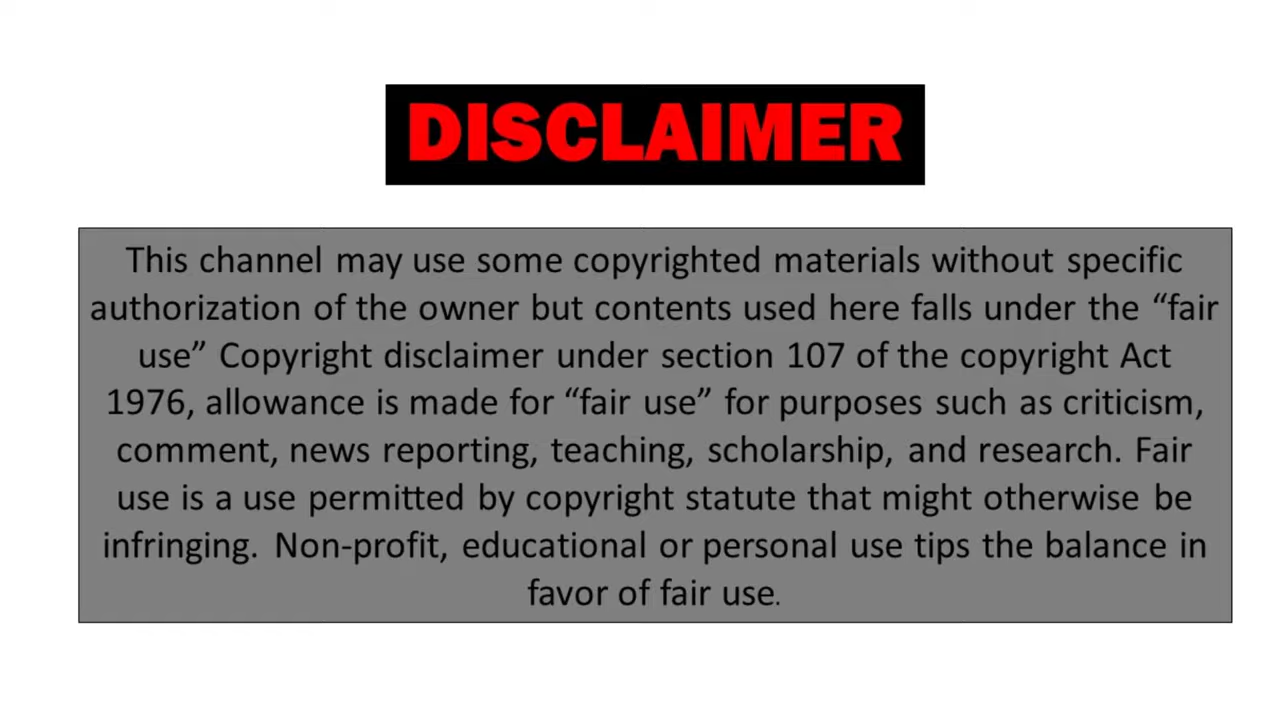 DISCLAIMER
This channel may use some copyrighted materials without specific
authorization of the owner but contents used here falls under the “fair
use” Copyright disclaimer under section 107 of the copyright Act
1976, allowance is made for “fair use” for purposes such as criticism,
comment, news reporting, teaching, scholarship, and research. Fair
use is a use permitted by copyright statute that might otherwise be
infringing. Non-profit, educational or personal use tips the balance in
favor of fair use.